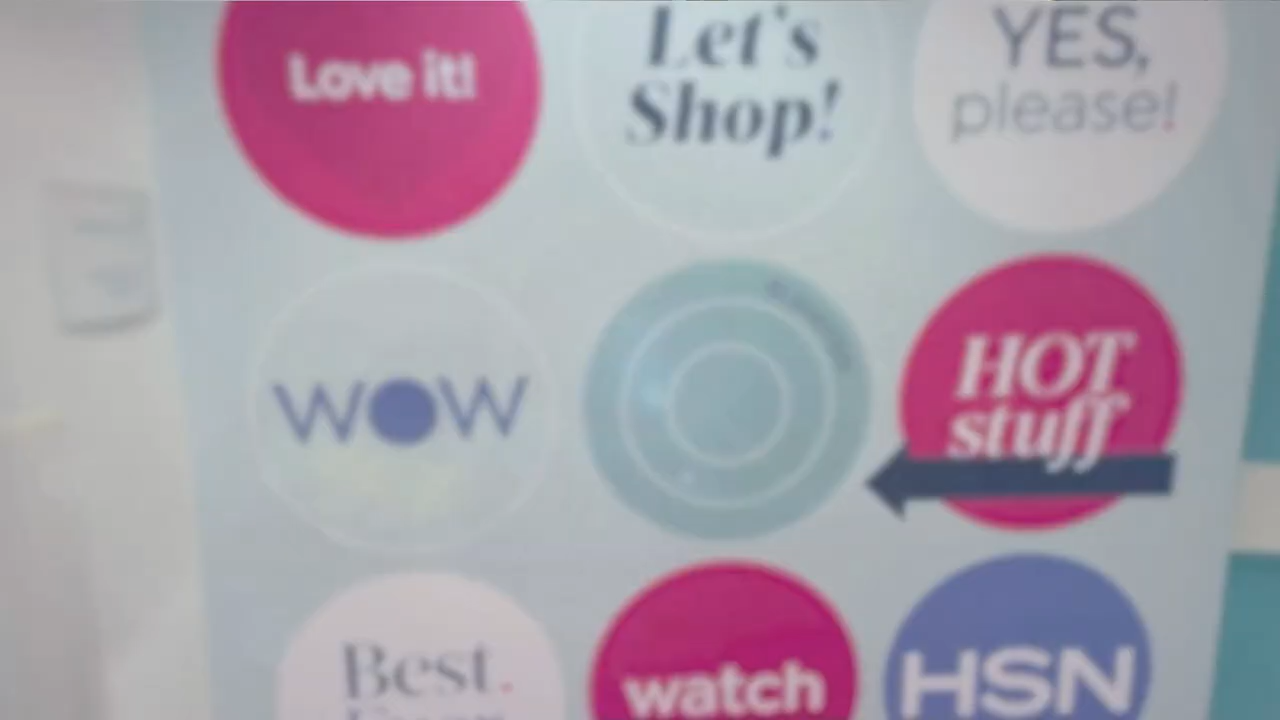 Love it!
Let's
Shop!
YES,
please!
WOW
HOT
stuff
Best.
watch
HSN